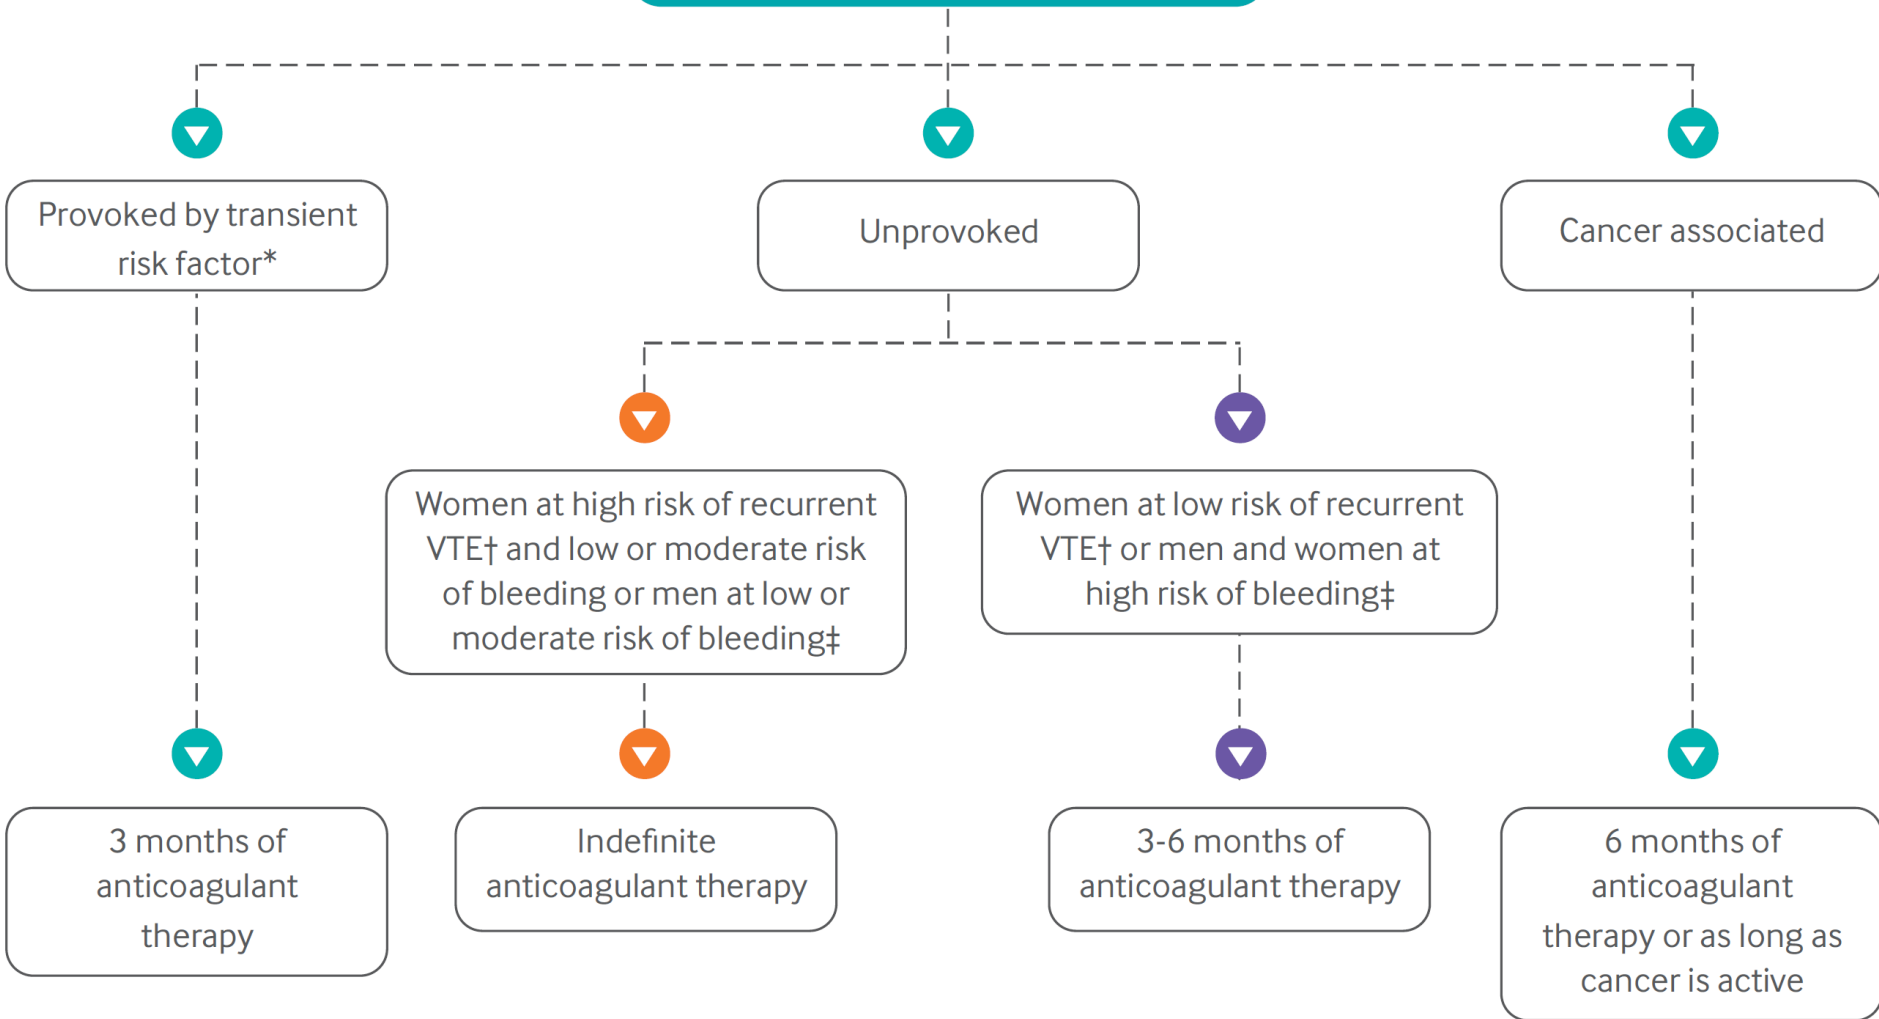 Provoked by transient
risk factor*
Unprovoked
Cancer associated
Women at high risk of recurrent
VTE† and low or moderate risk
of bleeding or men at low or
moderate risk of bleeding‡
Women at low risk of recurrent
VTE† or men and women at
high risk of bleeding‡
3 months of
anticoagulant
therapy
Indefinite
anticoagulant therapy
3-6 months of
anticoagulant therapy
6 months of
anticoagulant
therapy or as long as
cancer is active